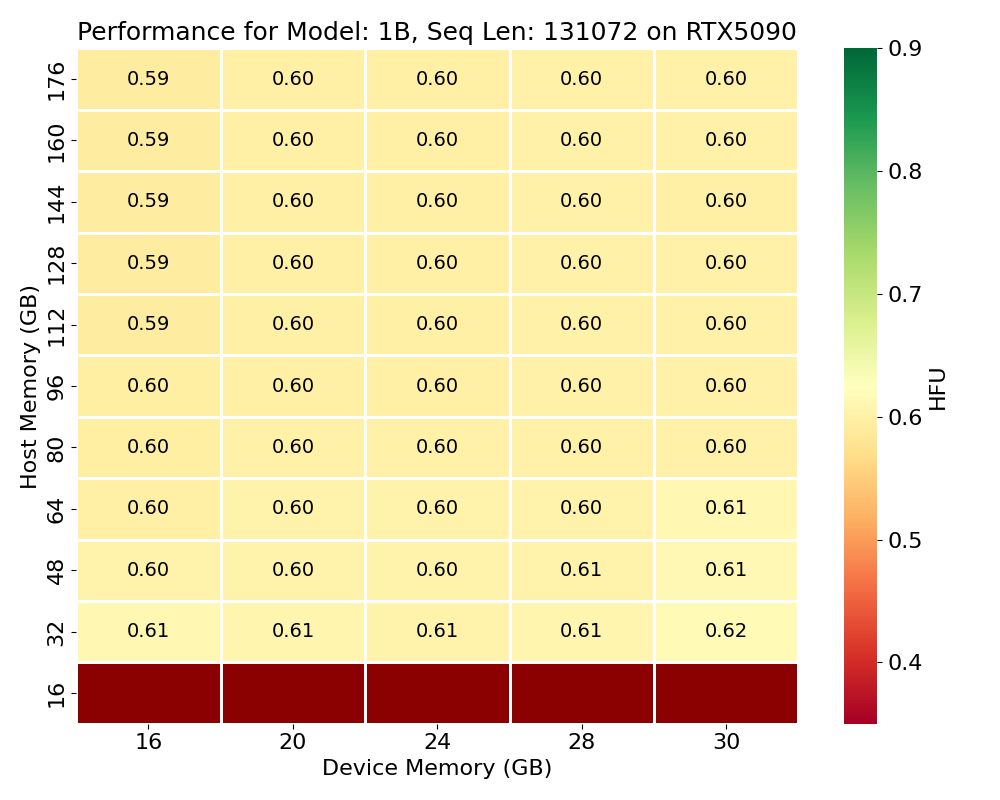 Performance for Model: 1B, Seq Len: 131072 on RTX5090
176 0.59 0.60 0.60 0.60 0.60
160 0.59 0.60 0.60 0.60 0.60
144 0.59 0.60 0.60 0.60 0.60
128 0.59 0.60 0.60 0.60 0.60
112 0.59 0.60 0.60 0.60 0.60
96 0.60 0.60 0.60 0.60 0.60
80 0.60 0.60 0.60 0.60 0.60
64 0.60 0.60 0.60 0.60 0.61
48 0.60 0.60 0.60 0.61 0.61
32 0.61 0.61 0.61 0.61 0.62
16
Host Memory (GB)
16 20 24 28 30
Device Memory (GB)
0.9
0.8
0.7
0.6
0.5
0.4
HFU